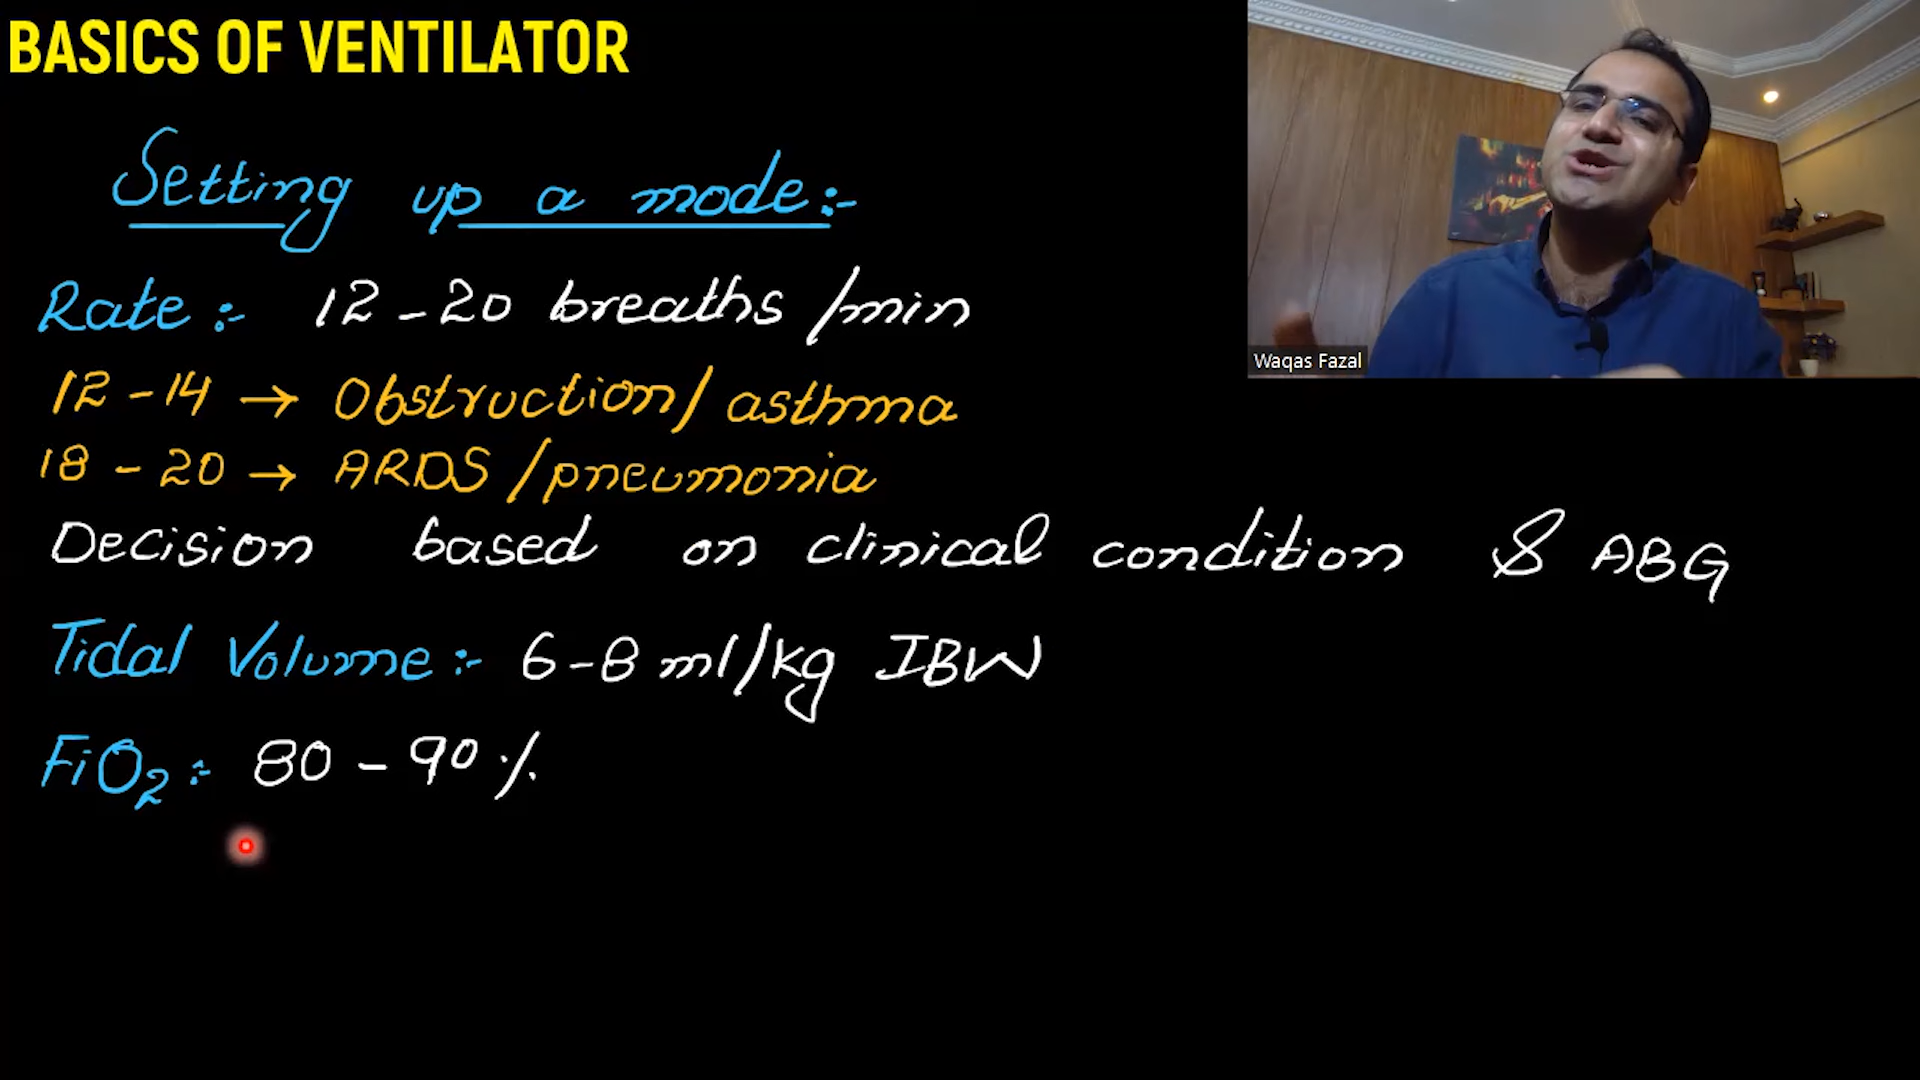 BASICS OF VENTILATOR
Setting up a mode:-
Rate:- 12-20 breaths/min
12-14 → Obstruction/asthma
18-20 → ARDS/pneumonia
Decision based on clinical condition & ABG
Tidal Volume:- 6-8 ml/kg IBW
FiO2:- 80-90%
Waqas Fazal